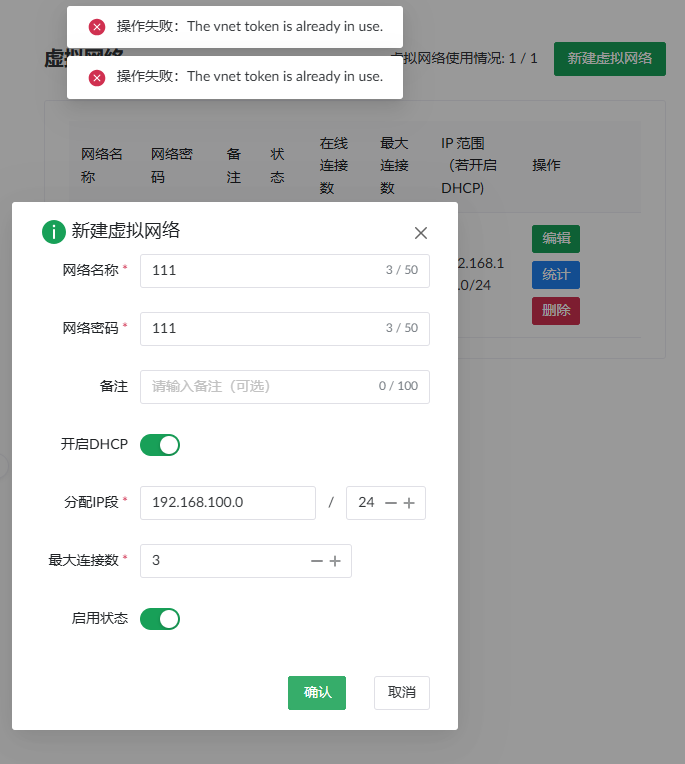 操作失败：The vnet token is already in use.
操作失败：The vnet token is already in use.
虚拟网络
虚拟网络使用情况: 1 / 1
新建虚拟网络
网络名称
网络密码
备注
状态
在线连接数
最大连接数
IP 范围（若开启DHCP)
操作
2.168.1
.0/24
编辑
统计
删除
新建虚拟网络
网络名称 * 111 3 / 50
网络密码 * 111 3 / 50
备注 请输入备注（可选） 0 / 100
开启DHCP
分配IP段 * 192.168.100.0 / 24
最大连接数 * 3
启用状态
确认 取消